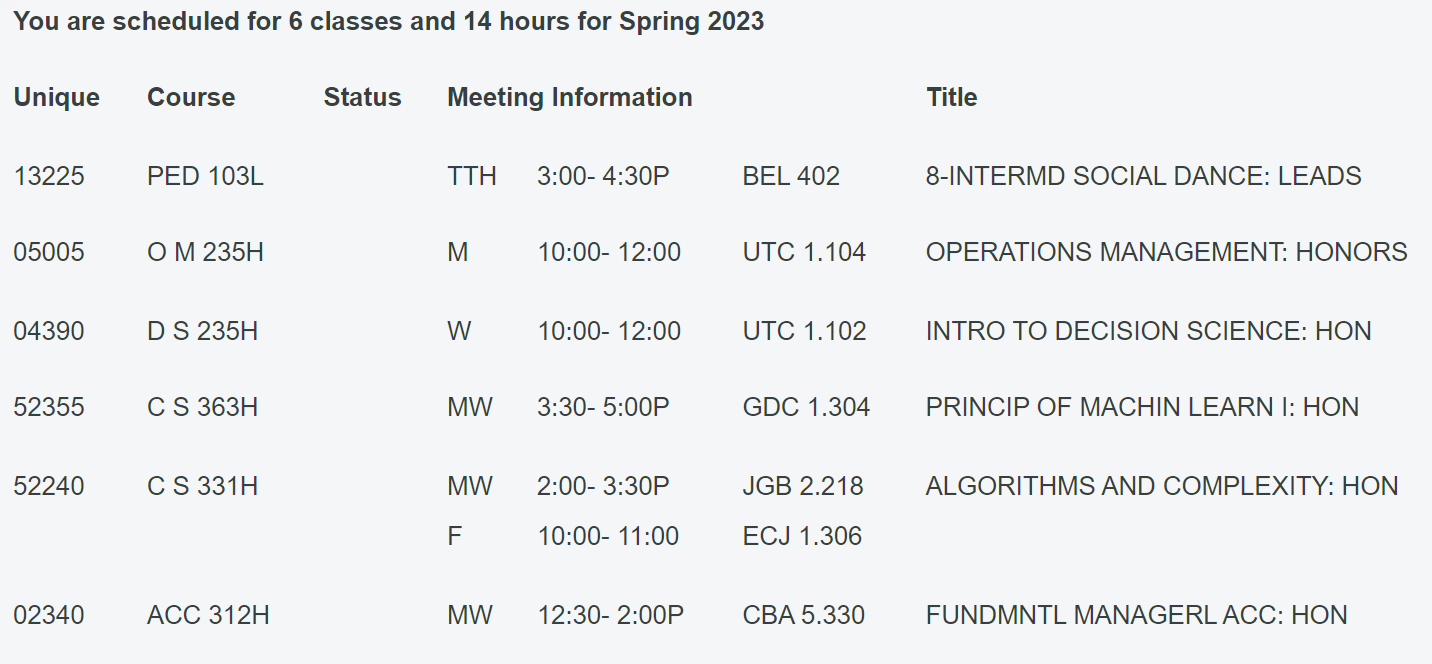 You are scheduled for 6 classes and 14 hours for Spring 2023
Unique Course Status Meeting Information Title
13225 PED 103L TTH 3:00- 4:30P BEL 402 8-INTERMD SOCIAL DANCE: LEADS
05005 O M 235H M 10:00- 12:00 UTC 1.104 OPERATIONS MANAGEMENT: HONORS
04390 D S 235H W 10:00- 12:00 UTC 1.102 INTRO TO DECISION SCIENCE: HON
52355 C S 363H MW 3:30- 5:00P GDC 1.304 PRINCIP OF MACHIN LEARN I: HON
52240 C S 331H MW 2:00- 3:30P JGB 2.218 ALGORITHMS AND COMPLEXITY: HON
F 10:00- 11:00 ECJ 1.306
02340 ACC 312H MW 12:30- 2:00P CBA 5.330 FUNDMNTL MANAGERL ACC: HON